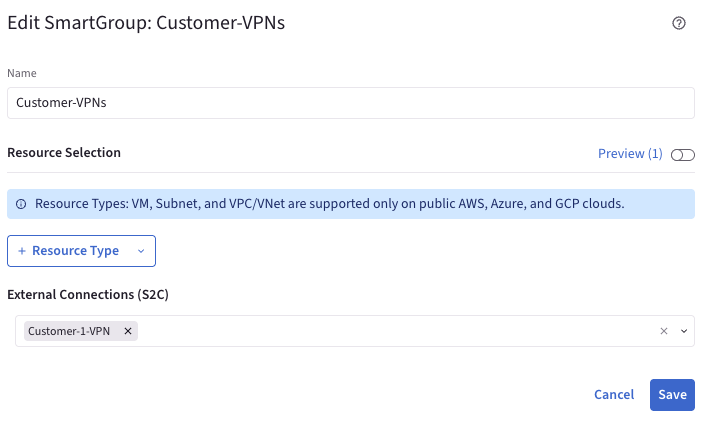 Edit SmartGroup: Customer-VPNs
Name
Customer-VPNs
Resource Selection
Preview (1)
Resource Types: VM, Subnet, and VPC/VNet are supported only on public AWS, Azure, and GCP clouds.
+ Resource Type
External Connections (S2C)
Customer-1-VPN
Cancel
Save